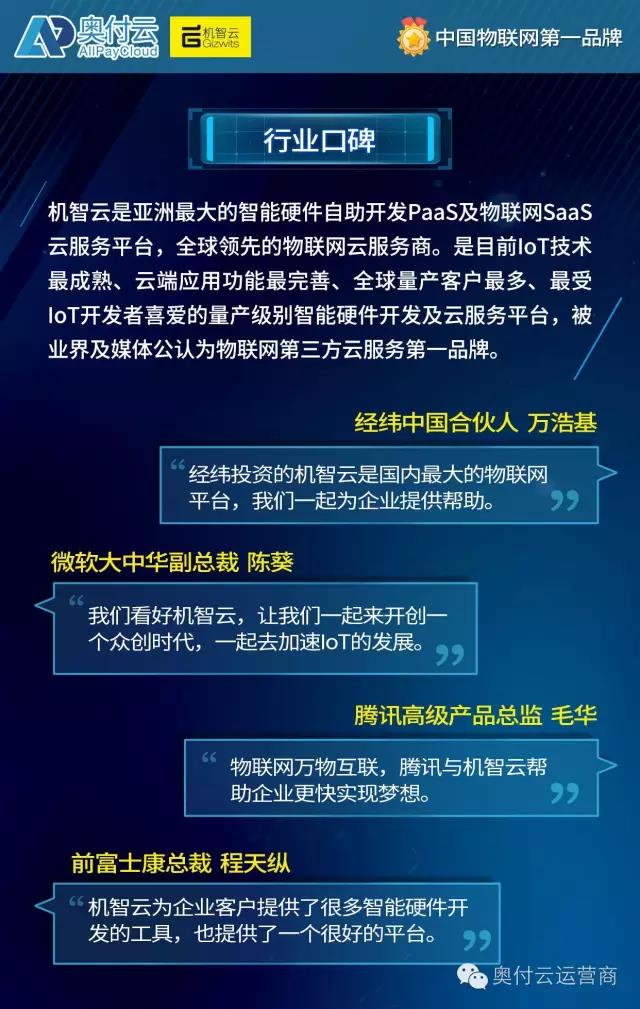 奥付云
AllPayCloud
机智云
Gizwits
中国物联网第一品牌
行业口碑
机智云是亚洲最大的智能硬件自助开发PaaS及物联网SaaS
云服务平台，全球领先的物联网云服务商。是目前IoT技术
最成熟、云端应用功能最完善、全球量产客户最多、最受
IoT开发者喜爱的量产级别智能硬件开发及云服务平台，被
业界及媒体公认为物联网第三方云服务第一品牌。
经纬中国合伙人 万浩基
“经纬投资的机智云是国内最大的物联网
平台，我们一起为企业提供帮助。”
微软大中华副总裁 陈葵
“我们看好机智云，让我们一起来开创一
个众创时代，一起去加速IoT的发展。”
腾讯高级产品总监 毛华
“物联网万物互联，腾讯与机智云帮
助企业更快实现梦想。”
前富士康总裁 程天纵
“机智云为企业客户提供了很多智能硬件开
发的工具，也提供了一个很好的平台。”
奥付云运营商